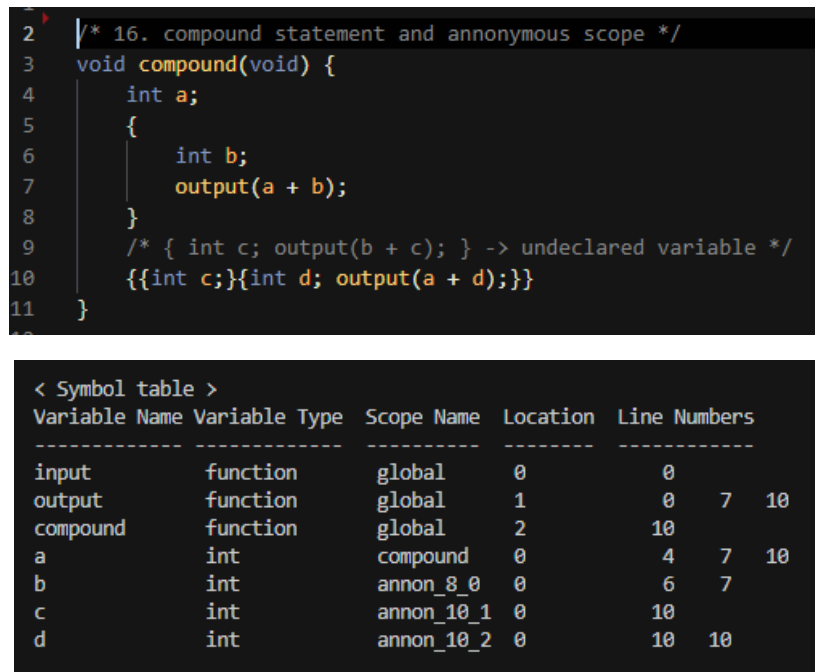 2 /* 16. compound statement and annonymous scope */
3 void compound(void) {
4 int a;
5 {
6 int b;
7 output(a + b);
8 }
9 /* { int c; output(b + c); } -> undeclared variable */
10 {{int c;}{int d; output(a + d);}}
11 }
< Symbol table >
Variable Name Variable Type Scope Name Location Line Numbers
------------- ------------- ---------- -------- ------------
input function global 0 0
output function global 1 0 7 10
compound function global 2 10
a int compound 0 4 7 10
b int annon_8_0 0 6 7
c int annon_10_1 0 10
d int annon_10_2 0 10 10